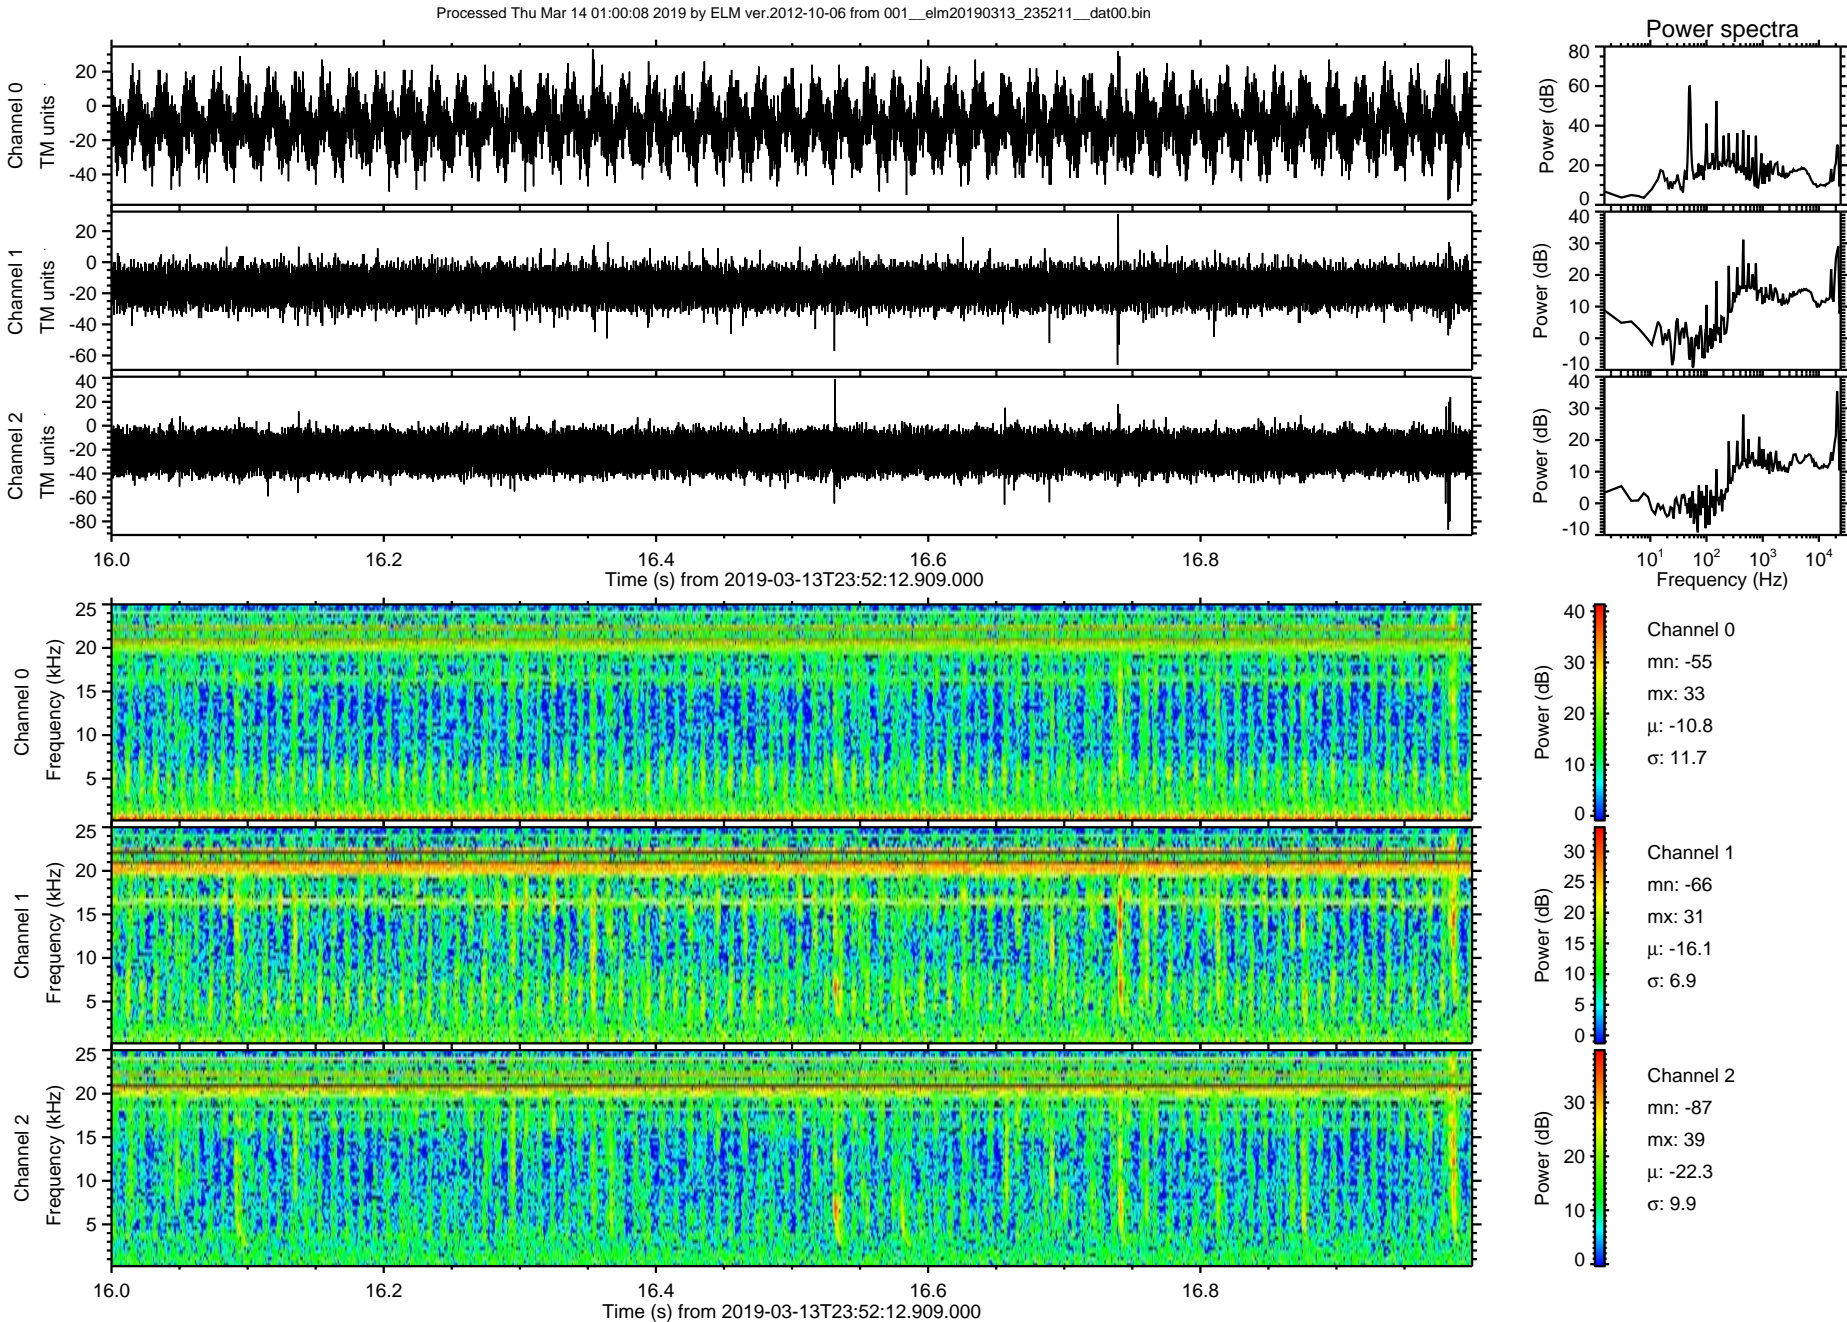 Processed Thu Mar 14 01:00:08 2019 by ELM ver.2012-10-06 from 001__elm20190313_235211__dat00.bin
Power spectra
Channel 0
TM units
20
0
-20
-40
Power (dB)
80
60
40
20
0
Channel 1
TM units
20
0
-20
-40
-60
Power (dB)
40
30
20
10
0
-10
Channel 2
TM units
40
20
0
-20
-40
-60
-80
Power (dB)
40
30
20
10
0
-10
16.0 16.2 16.4 16.6 16.8
Time (s) from 2019-03-13T23:52:12.909.000
10^1 10^2 10^3 10^4
Frequency (Hz)
Channel 0
Frequency (kHz)
25
20
15
10
5
Power (dB)
40
30
20
10
0
Channel 0
mn: -55
mx: 33
μ: -10.8
σ: 11.7
Channel 1
Frequency (kHz)
25
20
15
10
5
Power (dB)
30
25
20
15
10
5
0
Channel 1
mn: -66
mx: 31
μ: -16.1
σ: 6.9
Channel 2
Frequency (kHz)
25
20
15
10
5
Power (dB)
30
20
10
0
Channel 2
mn: -87
mx: 39
μ: -22.3
σ: 9.9
16.0 16.2 16.4 16.6 16.8
Time (s) from 2019-03-13T23:52:12.909.000